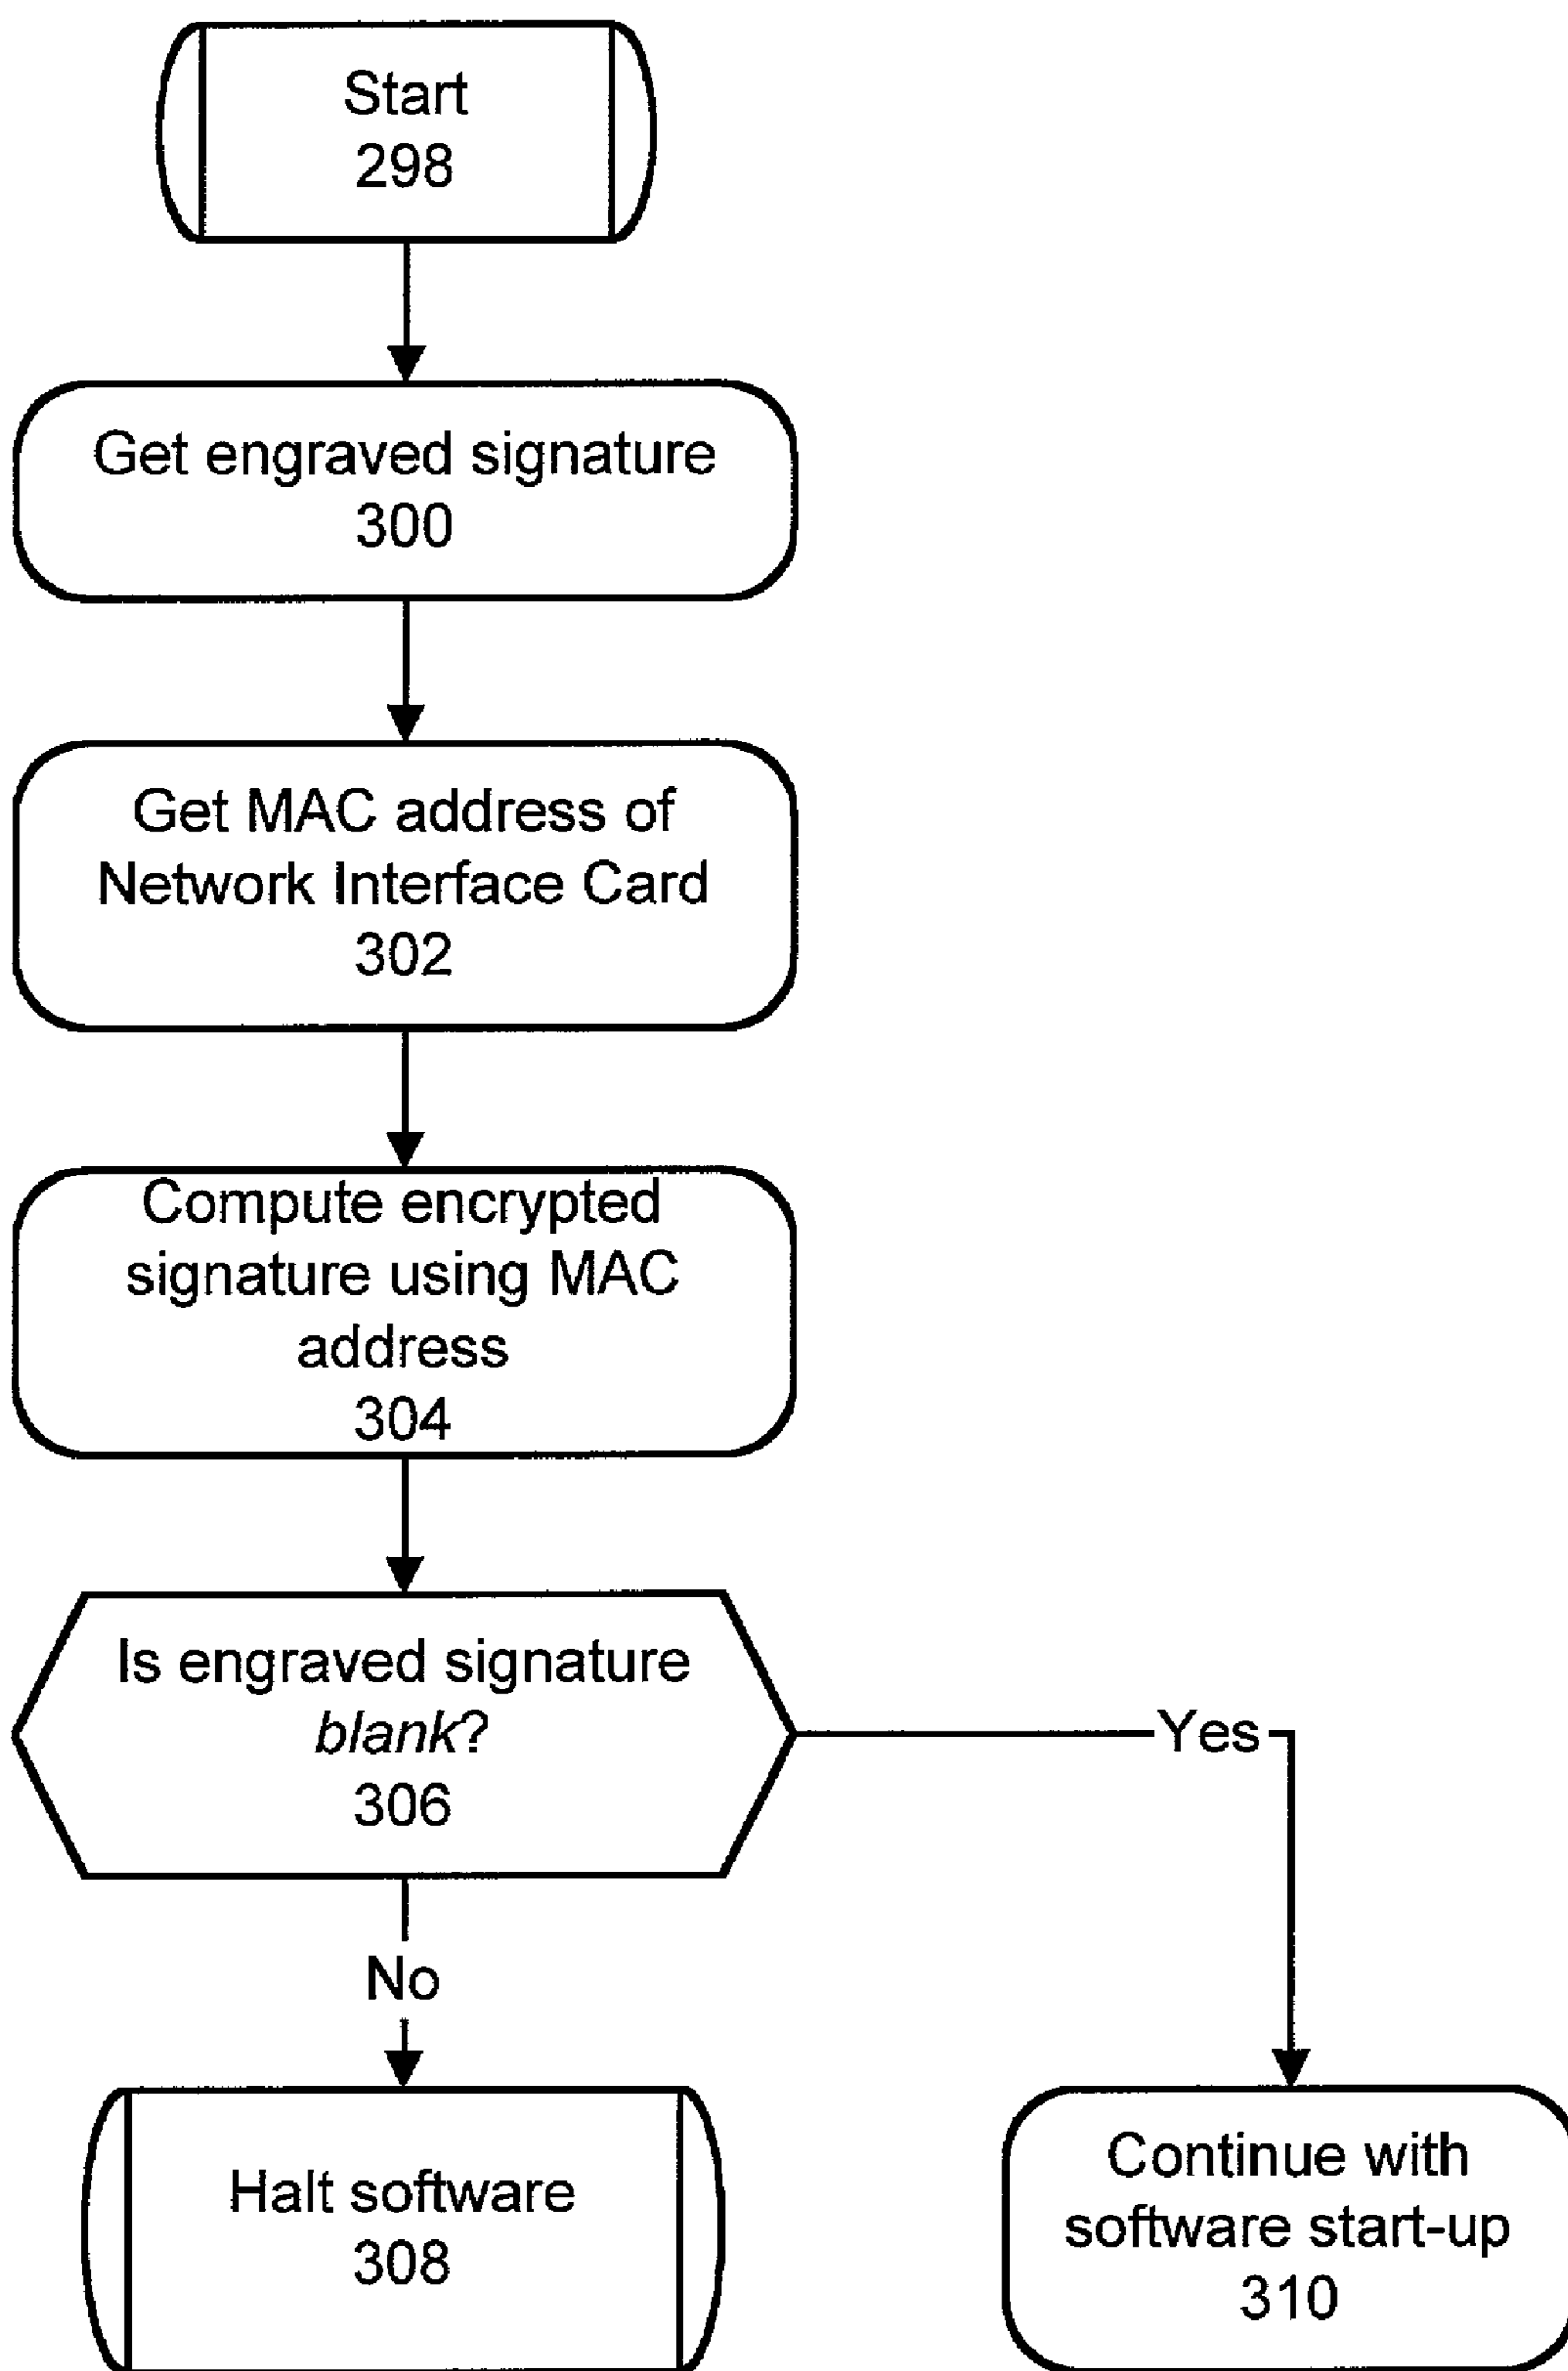 Start
298
Get engraved signature
300
Get MAC address of
Network Interface Card
302
Compute encrypted
signature using MAC
address
304
Is engraved signature
blank?
306
Yes
No
Halt software
308
Continue with
software start-up
310